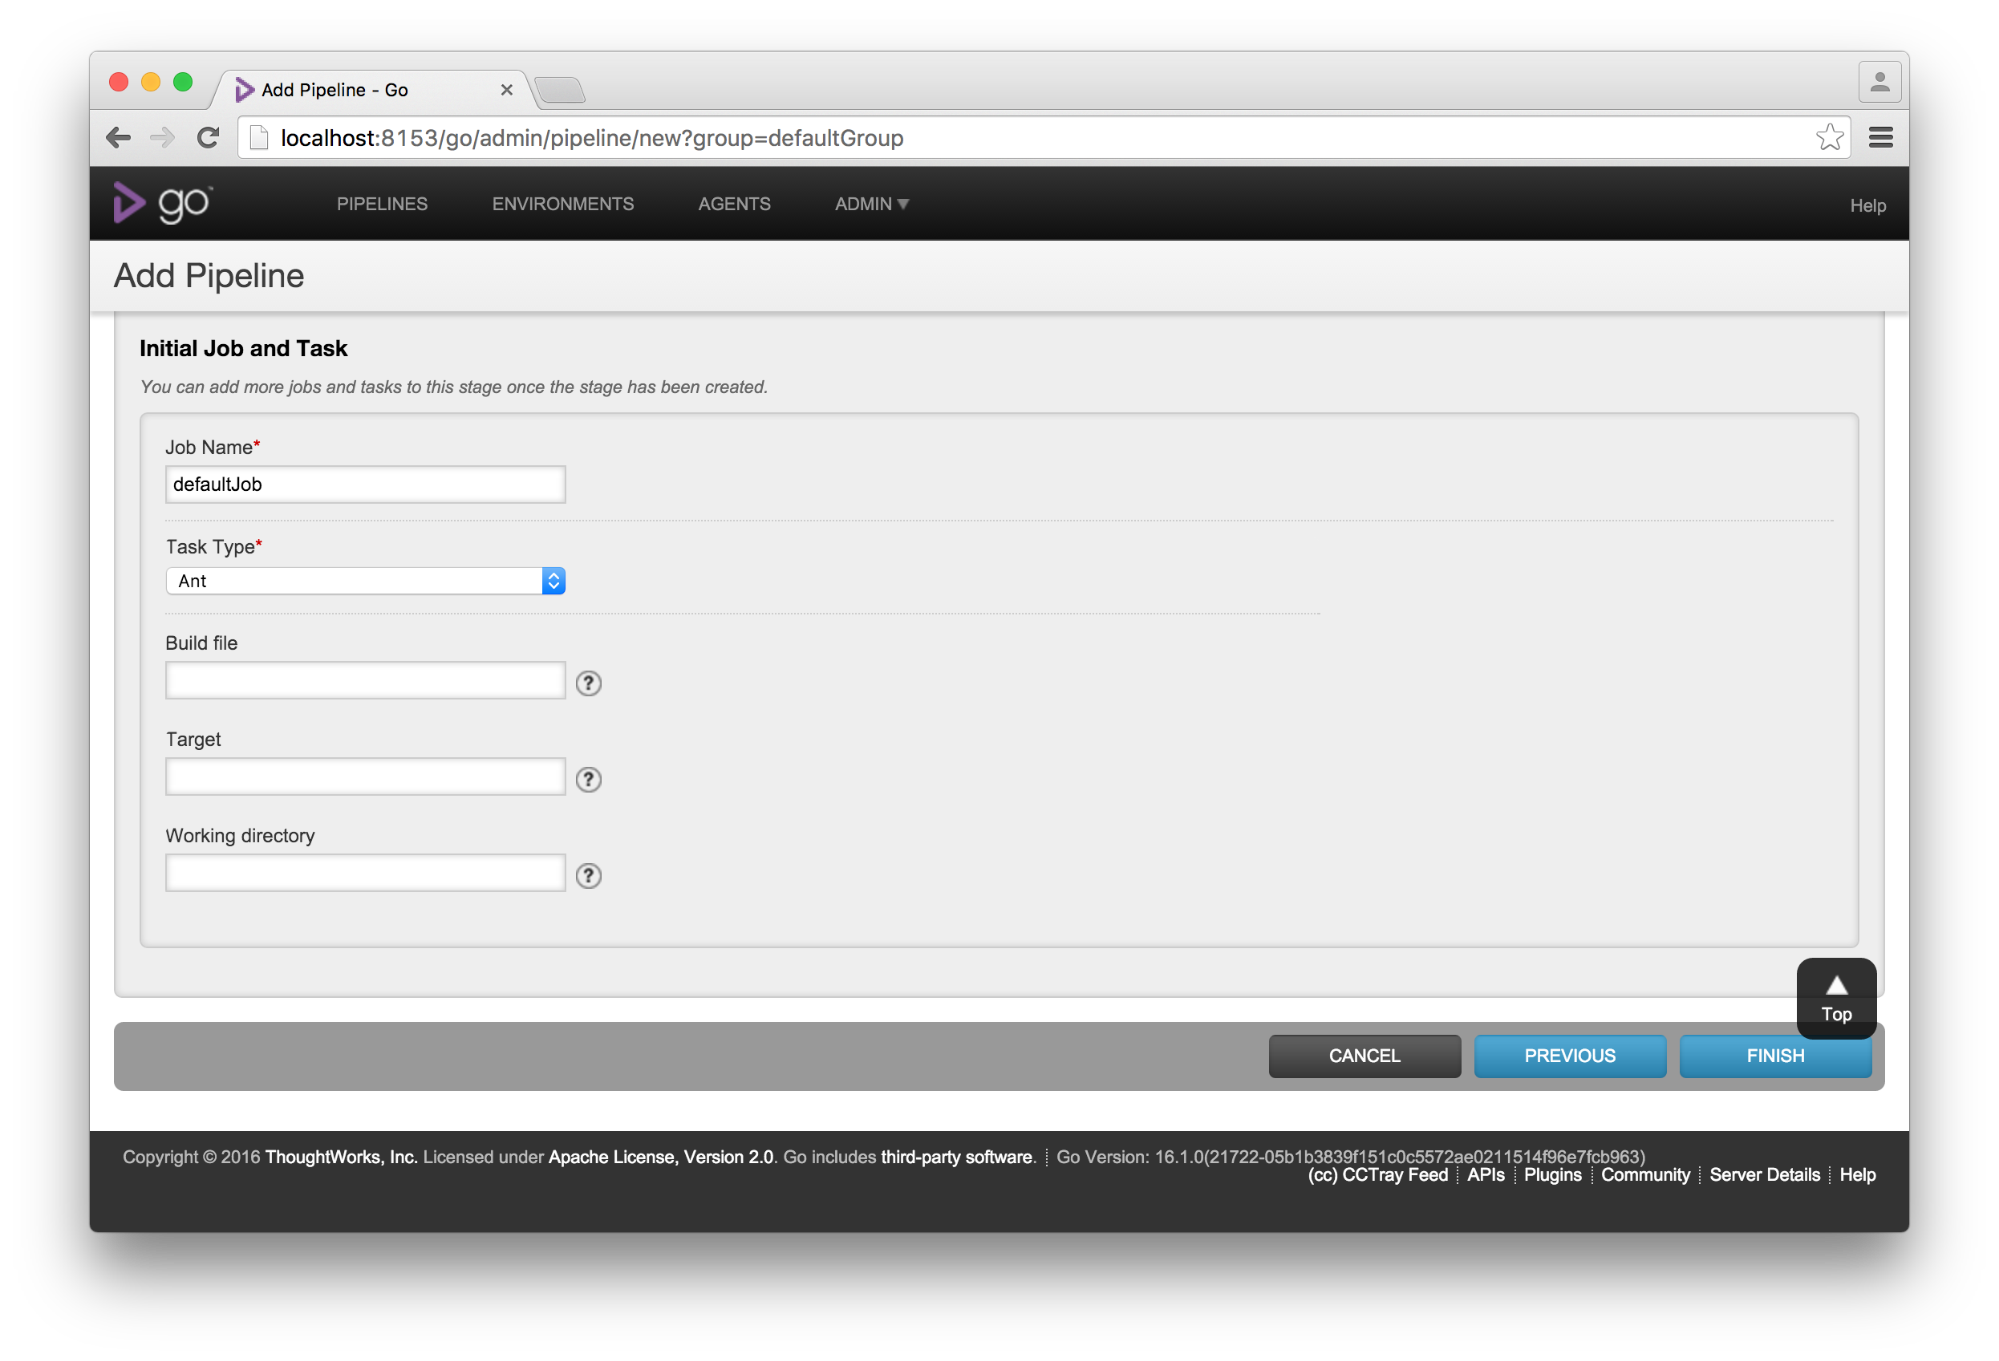 Add Pipeline - Go
localhost:8153/go/admin/pipeline/new?group=defaultGroup
go™ PIPELINES ENVIRONMENTS AGENTS ADMIN▼ Help
Add Pipeline
Initial Job and Task
You can add more jobs and tasks to this stage once the stage has been created.
Job Name*
defaultJob
Task Type*
Ant
Build file
?
Target
?
Working directory
?
Top
CANCEL PREVIOUS FINISH
Copyright © 2016 ThoughtWorks, Inc. Licensed under Apache License, Version 2.0. Go includes third-party software. Go Version: 16.1.0(21722-05b1b3839f151c0c5572ae0211514f96e7fcb963)
(cc) CCTray Feed APIs Plugins Community Server Details Help